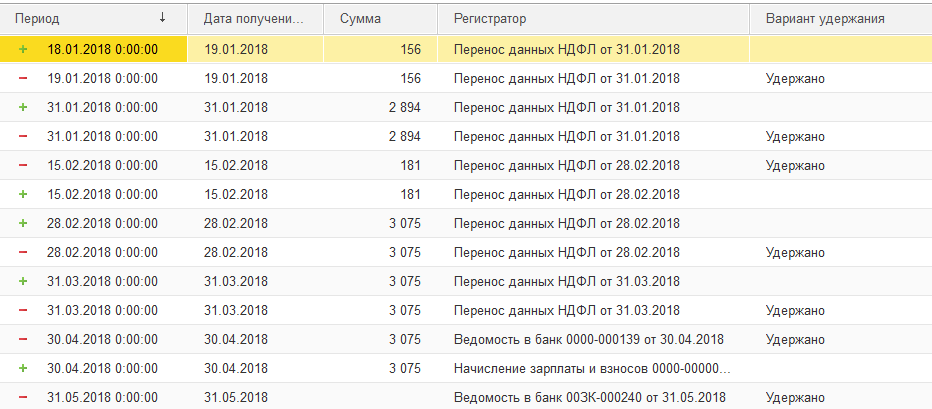 Период ↓ Дата получени... Сумма Регистратор Вариант удержания
+ 18.01.2018 0:00:00 19.01.2018 156 Перенос данных НДФЛ от 31.01.2018
− 19.01.2018 0:00:00 19.01.2018 156 Перенос данных НДФЛ от 31.01.2018 Удержано
+ 31.01.2018 0:00:00 31.01.2018 2 894 Перенос данных НДФЛ от 31.01.2018
− 31.01.2018 0:00:00 31.01.2018 2 894 Перенос данных НДФЛ от 31.01.2018 Удержано
− 15.02.2018 0:00:00 15.02.2018 181 Перенос данных НДФЛ от 28.02.2018 Удержано
+ 15.02.2018 0:00:00 15.02.2018 181 Перенос данных НДФЛ от 28.02.2018
+ 28.02.2018 0:00:00 28.02.2018 3 075 Перенос данных НДФЛ от 28.02.2018
− 28.02.2018 0:00:00 28.02.2018 3 075 Перенос данных НДФЛ от 28.02.2018 Удержано
+ 31.03.2018 0:00:00 31.03.2018 3 075 Перенос данных НДФЛ от 31.03.2018
− 31.03.2018 0:00:00 31.03.2018 3 075 Перенос данных НДФЛ от 31.03.2018 Удержано
− 30.04.2018 0:00:00 30.04.2018 3 075 Ведомость в банк 0000-000139 от 30.04.2018 Удержано
+ 30.04.2018 0:00:00 30.04.2018 3 075 Начисление зарплаты и взносов 0000-00000...
− 31.05.2018 0:00:00 31.05.2018 Ведомость в банк 00ЗК-000240 от 31.05.2018 Удержано